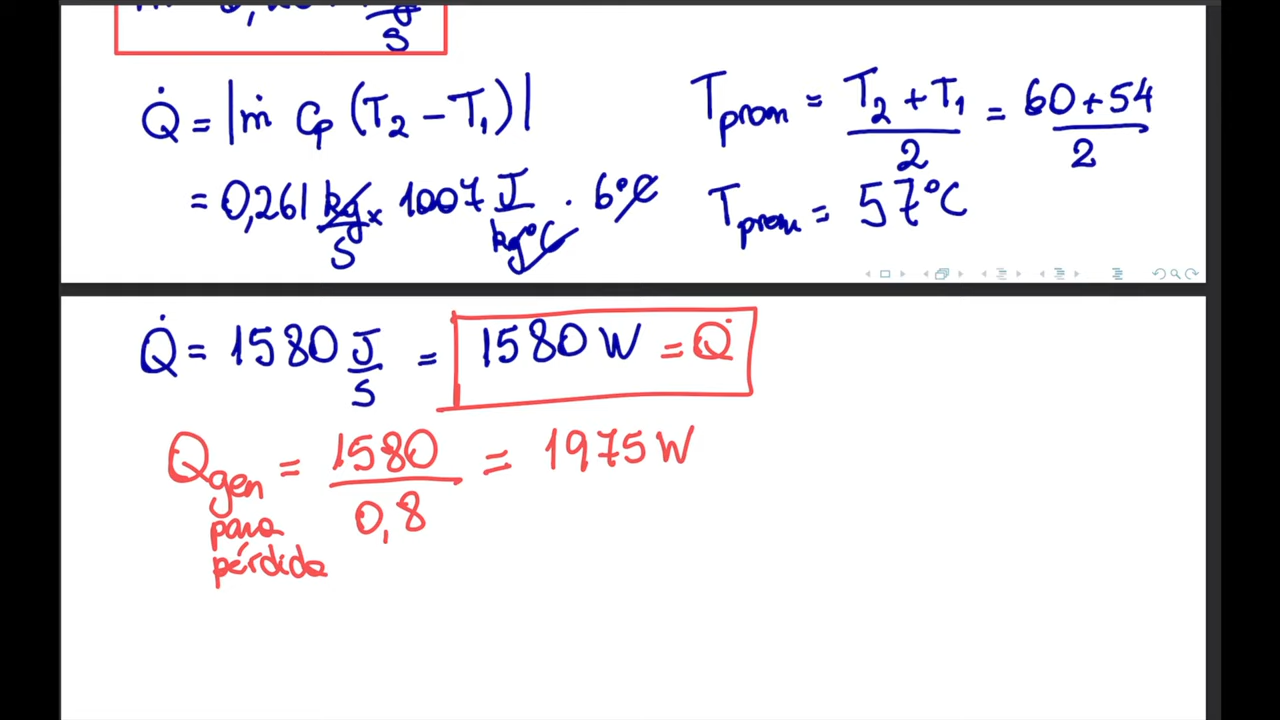 kg/s
Q̇ = |ṁ Cp (T₂ − T₁)|
= 0,261 kg/s × 1007 J/kg°C · 6°C
Tprom = (T₂ + T₁)/2 = (60 + 54)/2
Tprom = 57°C
Q̇ = 1580 J/s = 1580 W = Q̇
Qgen = 1580/0,8 = 1975 W
para
pérdida